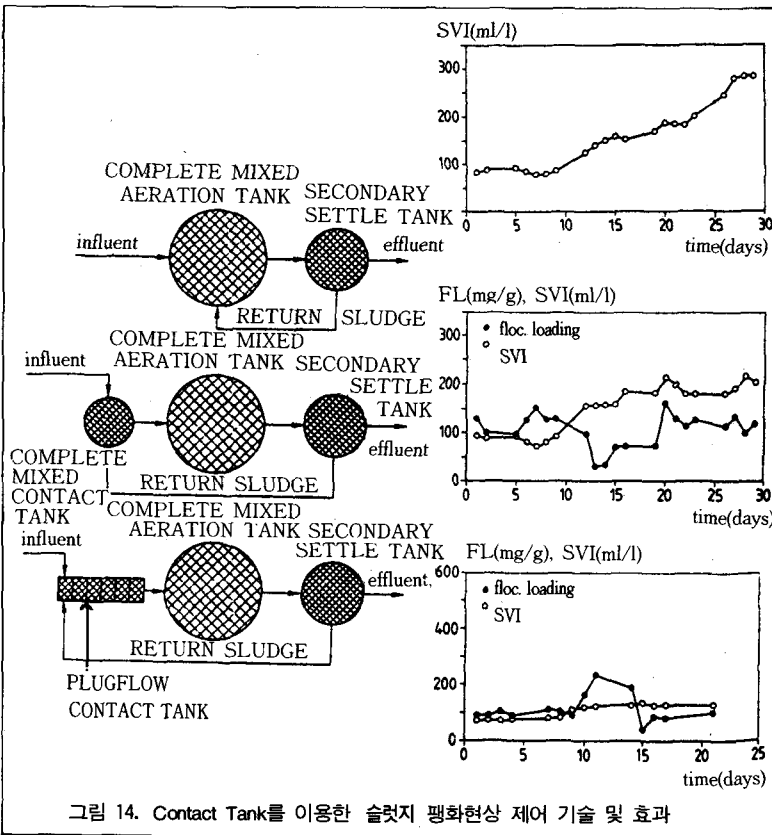 SVI(ml/l)
300
200
100
0
0 5 10 15 20 25 30
time(days)
COMPLETE MIXED
AERATION TANK SECONDARY
SETTLE TANK
influent
effluent
RETURN SLUDGE
FL(mg/g), SVI(ml/l)
floc. loading
SVI
300
200
100
0
0 5 10 15 20 25 30
time(days)
COMPLETE MIXED
AERATION TANK SECONDARY
SETTLE
TANK
influent
effluent
COMPLETE
MIXED
CONTACT
TANK
RETURN SLUDGE
COMPLETE MIXED
AERATION TANK SECONDARY
SETTLE TANK
influent
effluent,
RETURN SLUDGE
PLUGFLOW
CONTACT TANK
FL(mg/g), SVI(ml/l)
floc. loading
SVI
600
400
200
0
0 5 10 15 20 25
time(days)
그림 14. Contact Tank를 이용한 슬럿지 팽화현상 제어 기술 및 효과